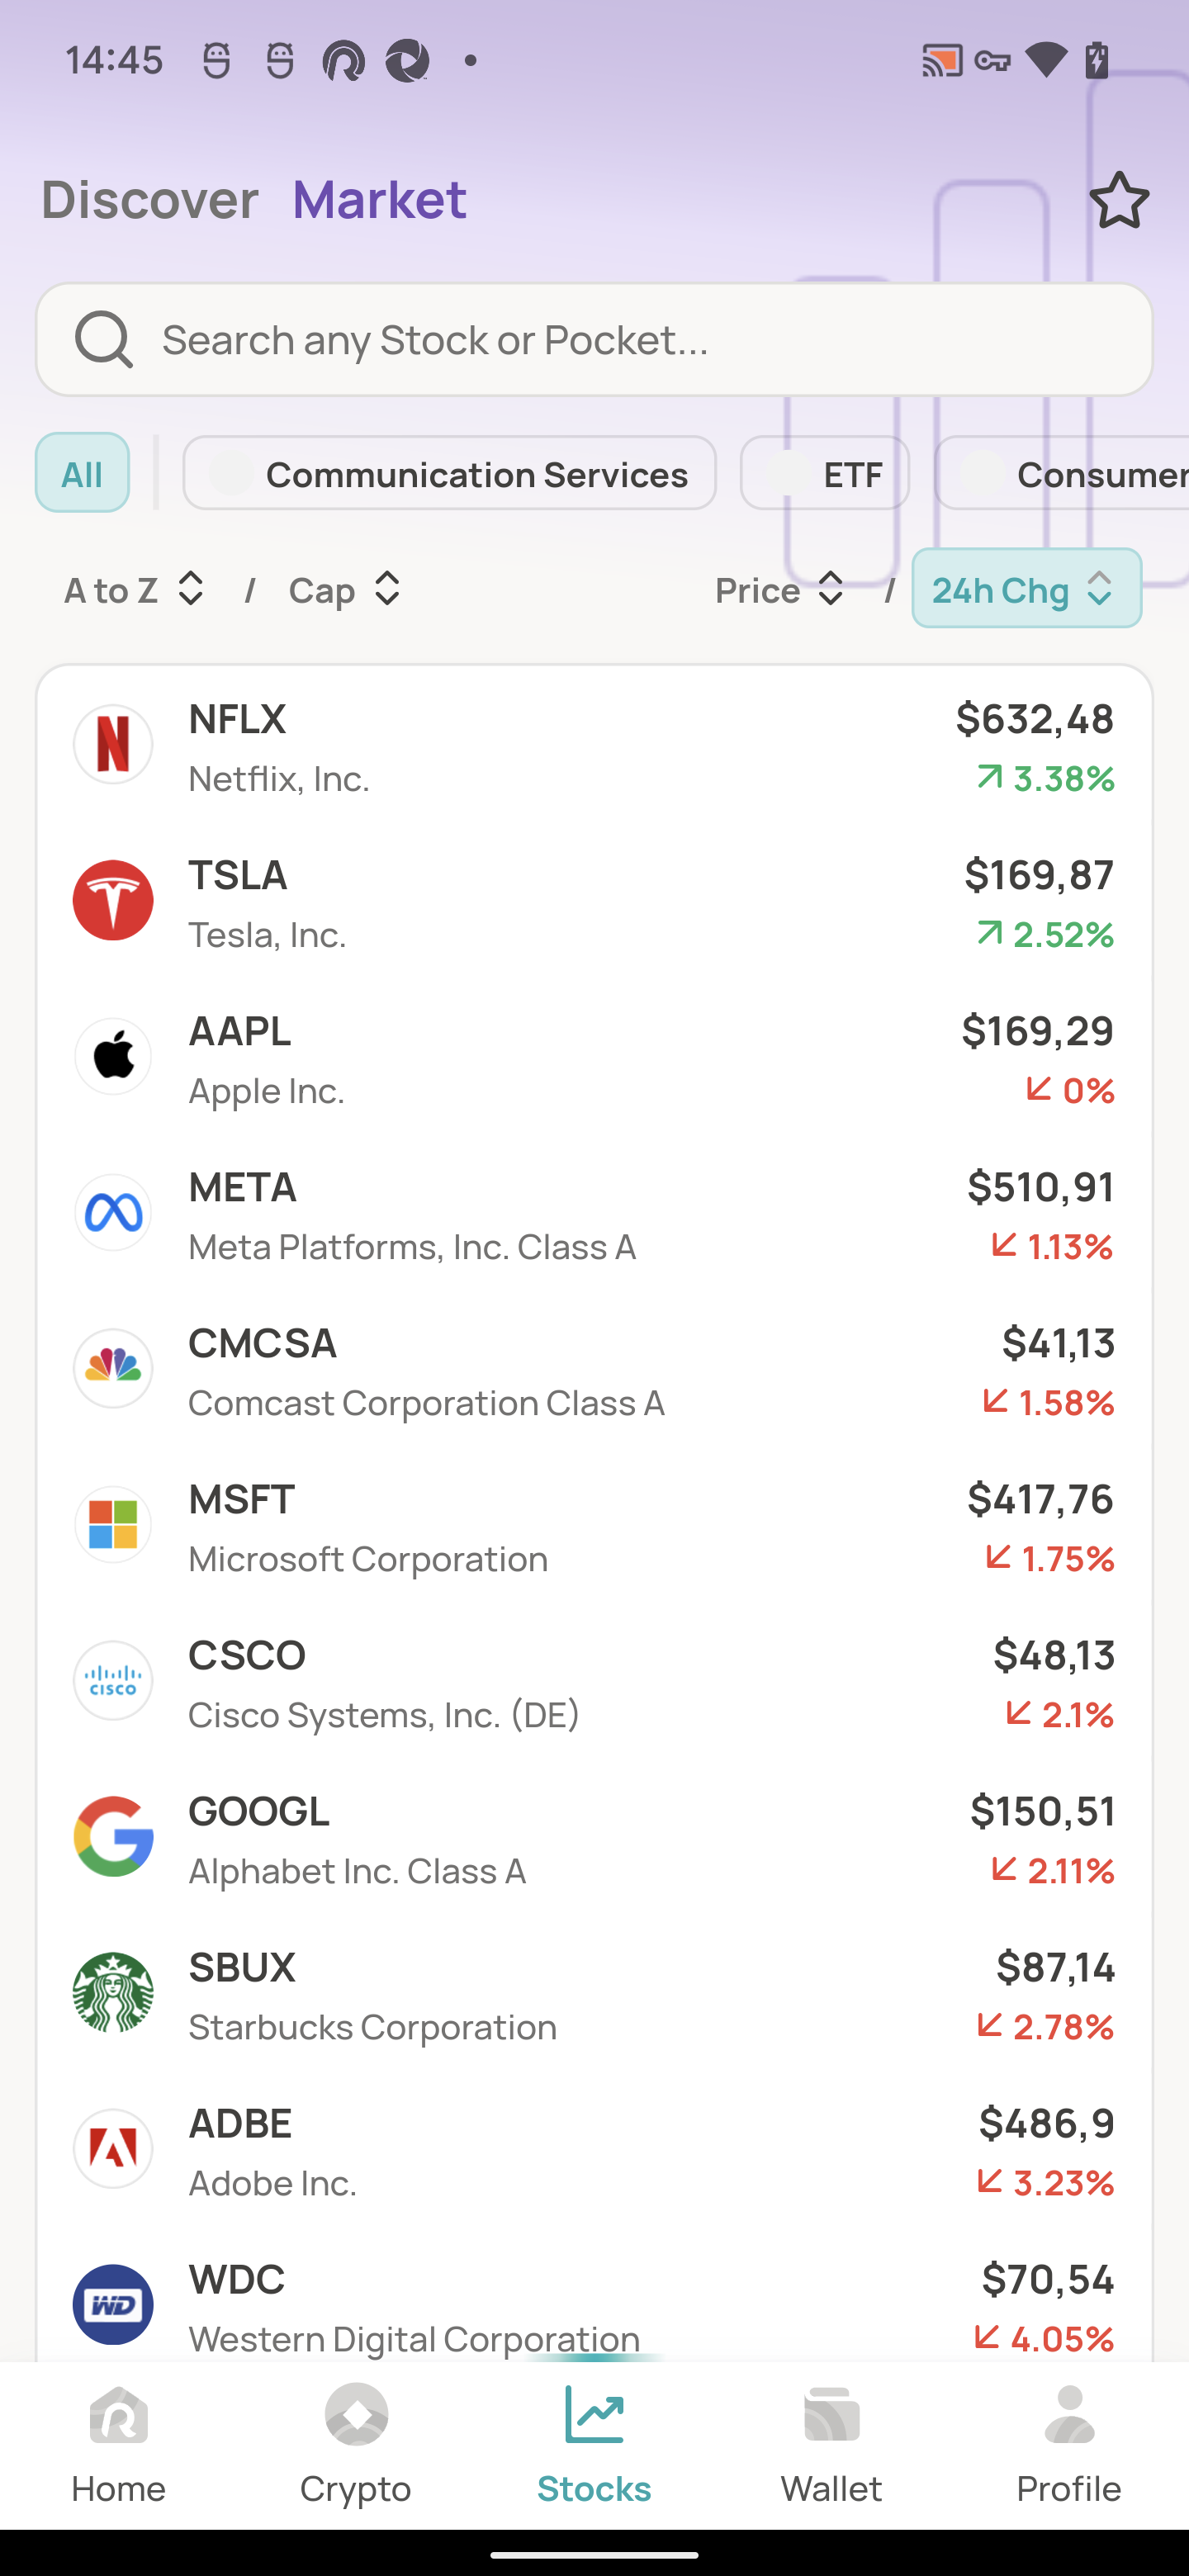 14:45
Discover Market
Search any Stock or Pocket...
All Communication Services ETF Consumer
A to Z / Cap Price / 24h Chg
NFLX $632,48
Netflix, Inc. 3.38%
TSLA $169,87
Tesla, Inc. 2.52%
AAPL $169,29
Apple Inc. 0%
META $510,91
Meta Platforms, Inc. Class A 1.13%
CMCSA $41,13
Comcast Corporation Class A 1.58%
MSFT $417,76
Microsoft Corporation 1.75%
CSCO $48,13
CISCO
Cisco Systems, Inc. (DE) 2.1%
GOOGL $150,51
Alphabet Inc. Class A 2.11%
SBUX $87,14
Starbucks Corporation 2.78%
ADBE $486,9
Adobe Inc. 3.23%
WDC $70,54
WD
Western Digital Corporation 4.05%
Home Crypto Stocks Wallet Profile